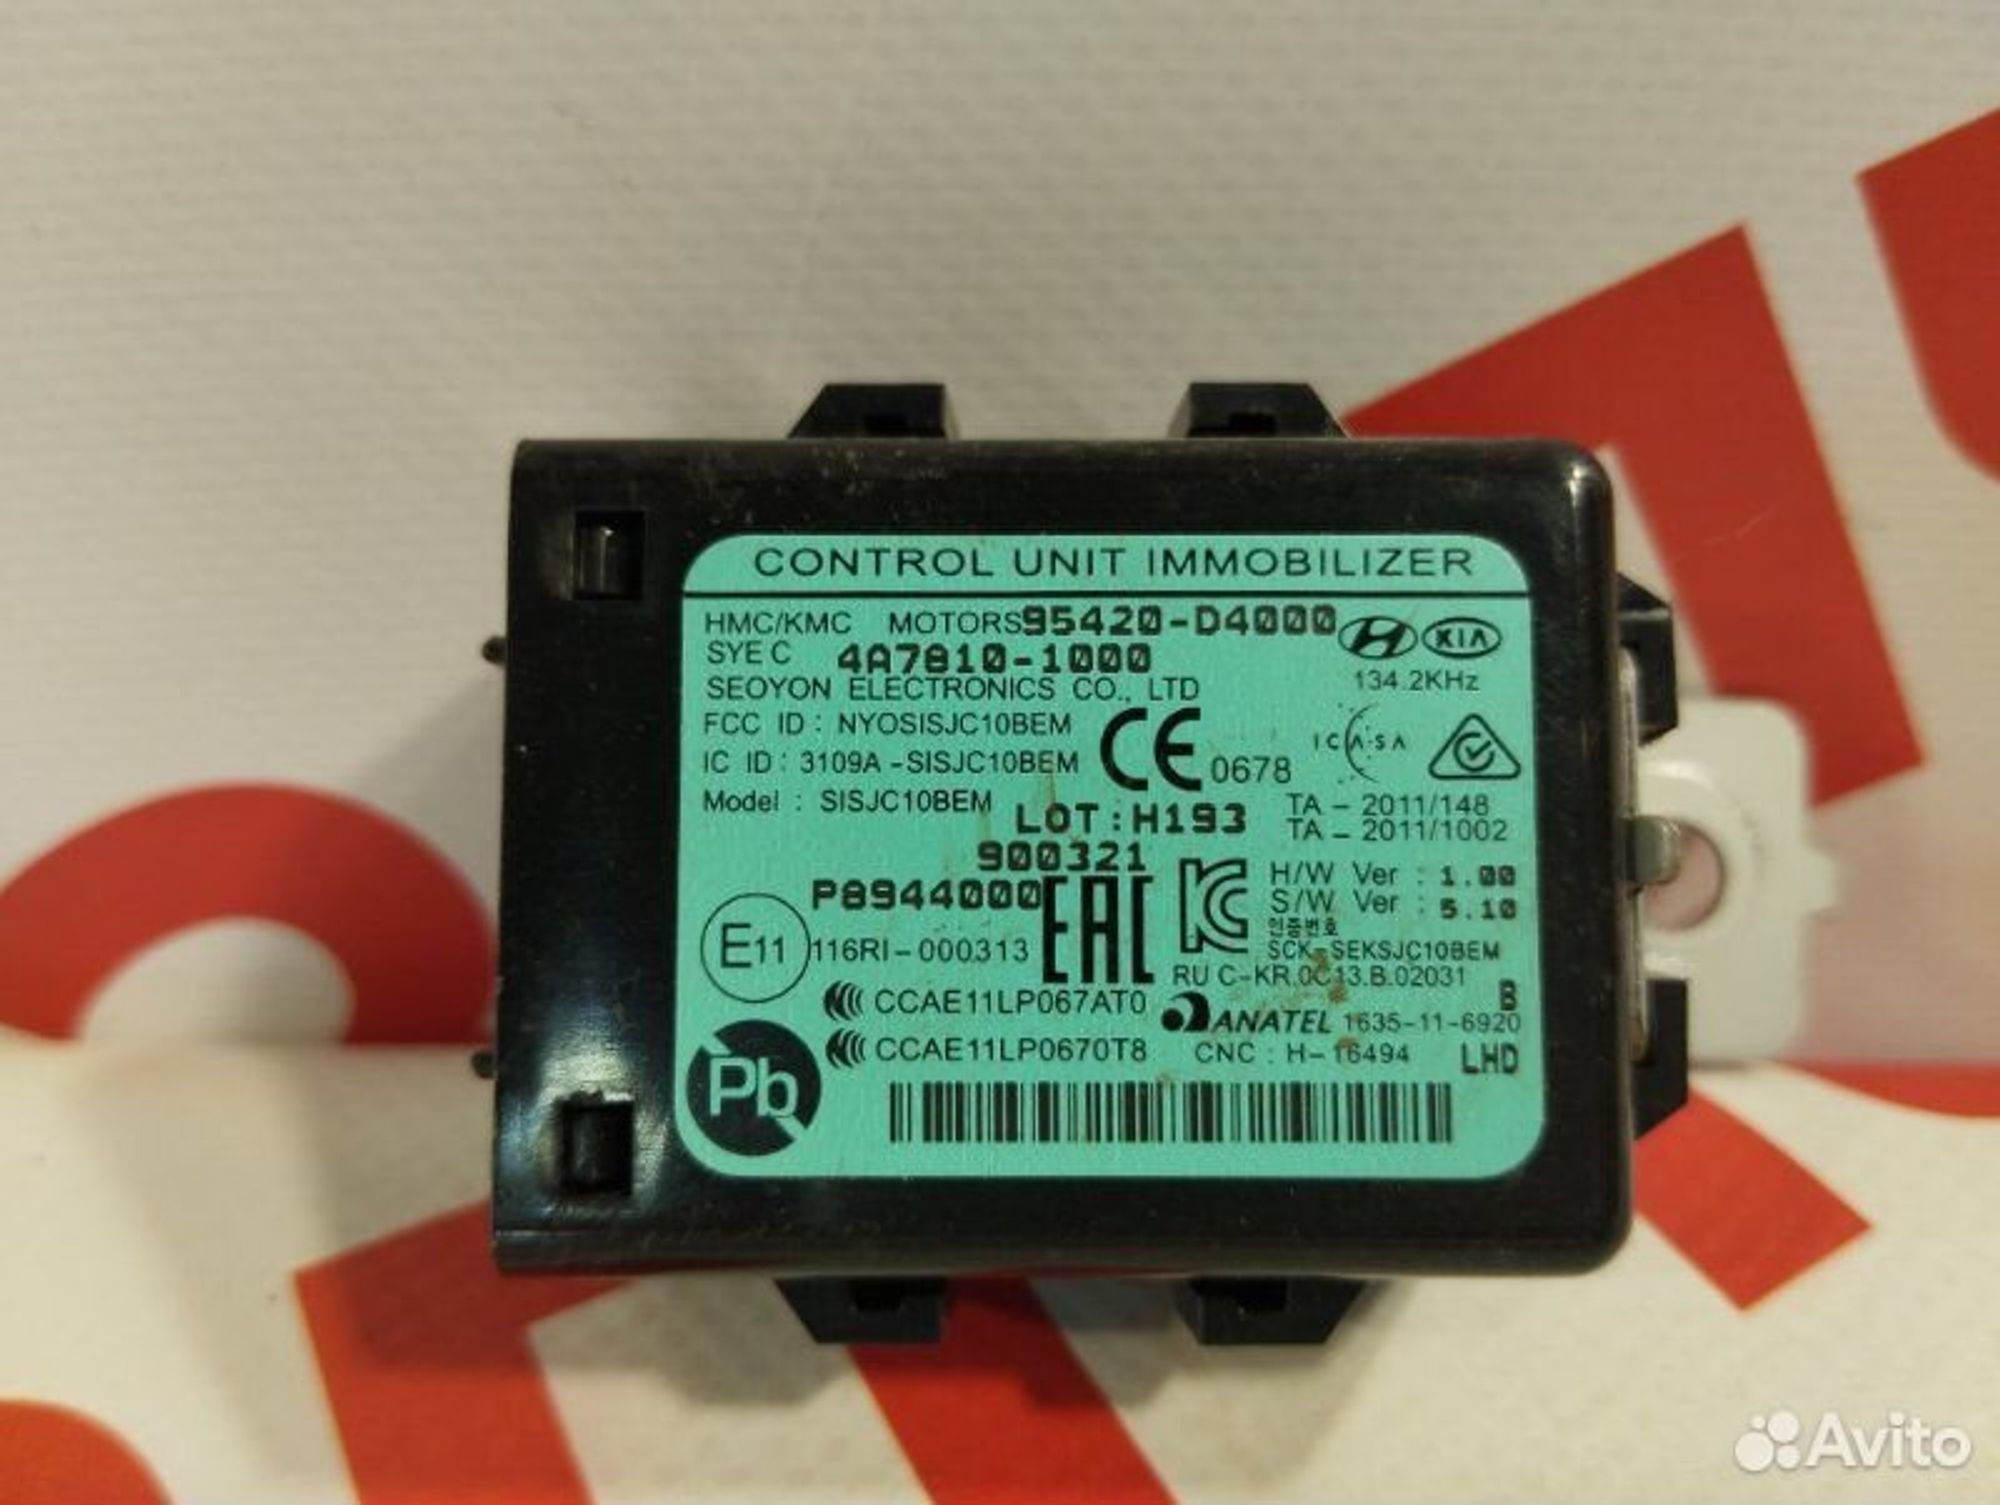 CONTROL UNIT IMMOBILIZER
HMC/KMC MOTORS 95420-D4000
KIA
SYE C 4A7810-1000
134.2KHz
SEOYON ELECTRONICS CO., LTD
FCC ID : NYOSISJC10BEM
IC ID : 3109A -SISJC10BEM
CE 0678
ICASA
Model : SISJC10BEM
LOT:H193
TA - 2011/148
TA - 2011/1002
900321
P8944000
EAC
H/W Ver : 1.00
S/W Ver : 5.10
인증번호
E11 116RI-000313
SCK-SEKSJC10BEM
RU C-KR.0C13.B.02031
CCAE11LP067AT0
B
ANATEL 1635-11-6920
CCAE11LP0670T8
CNC : H-16494
LHD
Pb
Avito